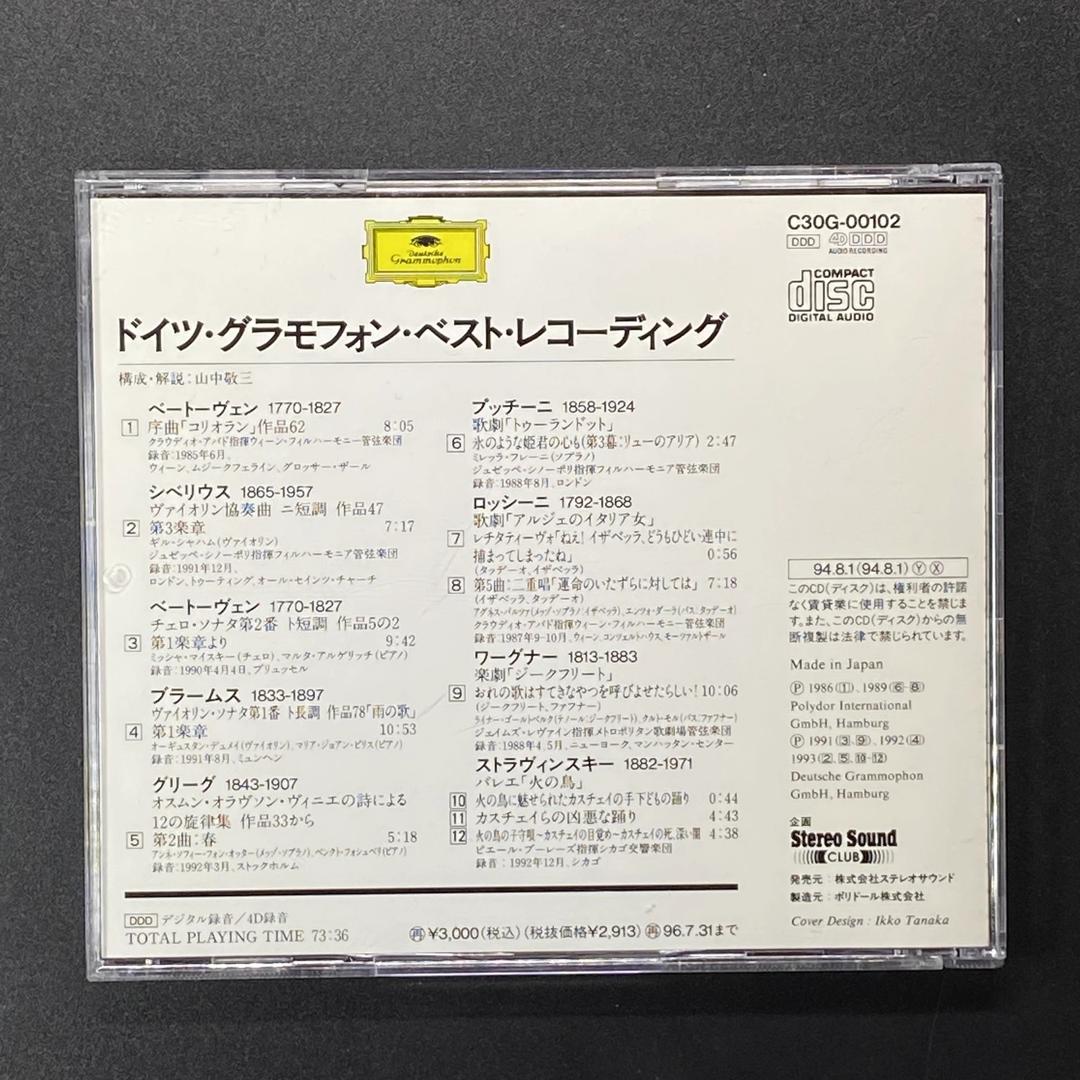 Deutsche
Grammophon
C30G-00102
DDD 4D DDD
AUDIO RECORDING
COMPACT
disc
DIGITAL AUDIO
ドイツ・グラモフォン・ベスト・レコーディング
構成・解説：山中敬三
ベートーヴェン 1770-1827
1 序曲「コリオラン」作品62 8:05
クラウディオ・アバド指揮ウィーン・フィルハーモニー管弦楽団
録音：1985年6月、
ウィーン、ムジークフェライン、グロッサー・ザール
シベリウス 1865-1957
ヴァイオリン協奏曲 ニ短調 作品47
2 第3楽章 7:17
ギル・シャハム（ヴァイオリン）
ジュゼッペ・シノーポリ指揮フィルハーモニア管弦楽団
録音：1991年12月、
ロンドン、トゥーティング、オール・セインツ・チャーチ
ベートーヴェン 1770-1827
チェロ・ソナタ第2番 ト短調 作品5の2
3 第1楽章より 9:42
ミッシャ・マイスキー（チェロ）、マルタ・アルゲリッチ（ピアノ）
録音：1990年4月4日、ブリュッセル
ブラームス 1833-1897
ヴァイオリン・ソナタ第1番 ト長調 作品78「雨の歌」
4 第1楽章 10:53
オーギュスタン・デュメイ（ヴァイオリン）、マリア・ジョアン・ピリス（ピアノ）
録音：1991年8月、ミュンヘン
グリーグ 1843-1907
オスムン・オラヴソン・ヴィニエの詩による
12の旋律集 作品33から
5 第2曲：春 5:18
アンネ・ソフィー・フォン・オッター（メッゾ・ソプラノ）、ベンクト・フォシュベリ（ピアノ）
録音：1992年3月、ストックホルム
プッチーニ 1858-1924
歌劇「トゥーランドット」
6 氷のような姫君の心も（第3幕：リューのアリア） 2:47
ミレッラ・フレーニ（ソプラノ）
ジュゼッペ・シノーポリ指揮フィルハーモニア管弦楽団
録音：1988年8月、ロンドン
ロッシーニ 1792-1868
歌劇「アルジェのイタリア女」
7 レチタティーヴォ「ねえ！イザベッラ、どうもひどい連中に
捕まってしまったね」 0:56
（タッデーオ、イザベッラ）
8 第5曲：二重唱「運命のいたずらに対しては」 7:18
（イザベッラ、タッデーオ）
アグネス・バルツァ（メッゾ・ソプラノ：イザベッラ）、エンツォ・ダーラ（バス：タッデーオ）
クラウディオ・アバド指揮ウィーン・フィルハーモニー管弦楽団
録音：1987年9-10月、ウィーン、コンツェルトハウス、モーツァルトザール
ワーグナー 1813-1883
楽劇「ジークフリート」
9 おれの歌はすてきなやつを呼びよせたらしい！ 10:06
（ジークフリート、ファフナー）
ライナー・ゴールトベルク（テノール：ジークフリート）、クルト・モル（バス：ファフナー）
ジェイムズ・レヴァイン指揮メトロポリタン歌劇場管弦楽団
録音：1988年4、5月、ニューヨーク、マンハッタン・センター
ストラヴィンスキー 1882-1971
バレエ「火の鳥」
10 火の鳥に魅せられたカスチェイの手下どもの踊り 0:44
11 カスチェイらの凶悪な踊り 4:43
12 火の鳥の子守唄〜カスチェイの目覚め〜カスチェイの死、深い闇 4:38
ピエール・ブーレーズ指揮シカゴ交響楽団
録音：1992年12月、シカゴ
94.8.1（94.8.1）Ⓨ Ⓧ
このCD（ディスク）は、権利者の許諾
なく賃貸業に使用することを禁じま
す。また、このCD（ディスク）からの無
断複製は法律で禁じられています。
Made in Japan
Ⓟ 1986（1）、1989（6-8）
Polydor International
GmbH, Hamburg
Ⓟ 1991（3、9）、1992（4）
1993（2、5、10-12）
Deutsche Grammophon
GmbH, Hamburg
企画
Stereo Sound
CLUB
発売元：株式会社ステレオサウンド
製造元：ポリドール株式会社
Cover Design : Ikko Tanaka
DDD デジタル録音／4D録音
TOTAL PLAYING TIME 73:36
㊢¥3,000（税込）（税抜価格¥2,913）㊢96.7.31まで